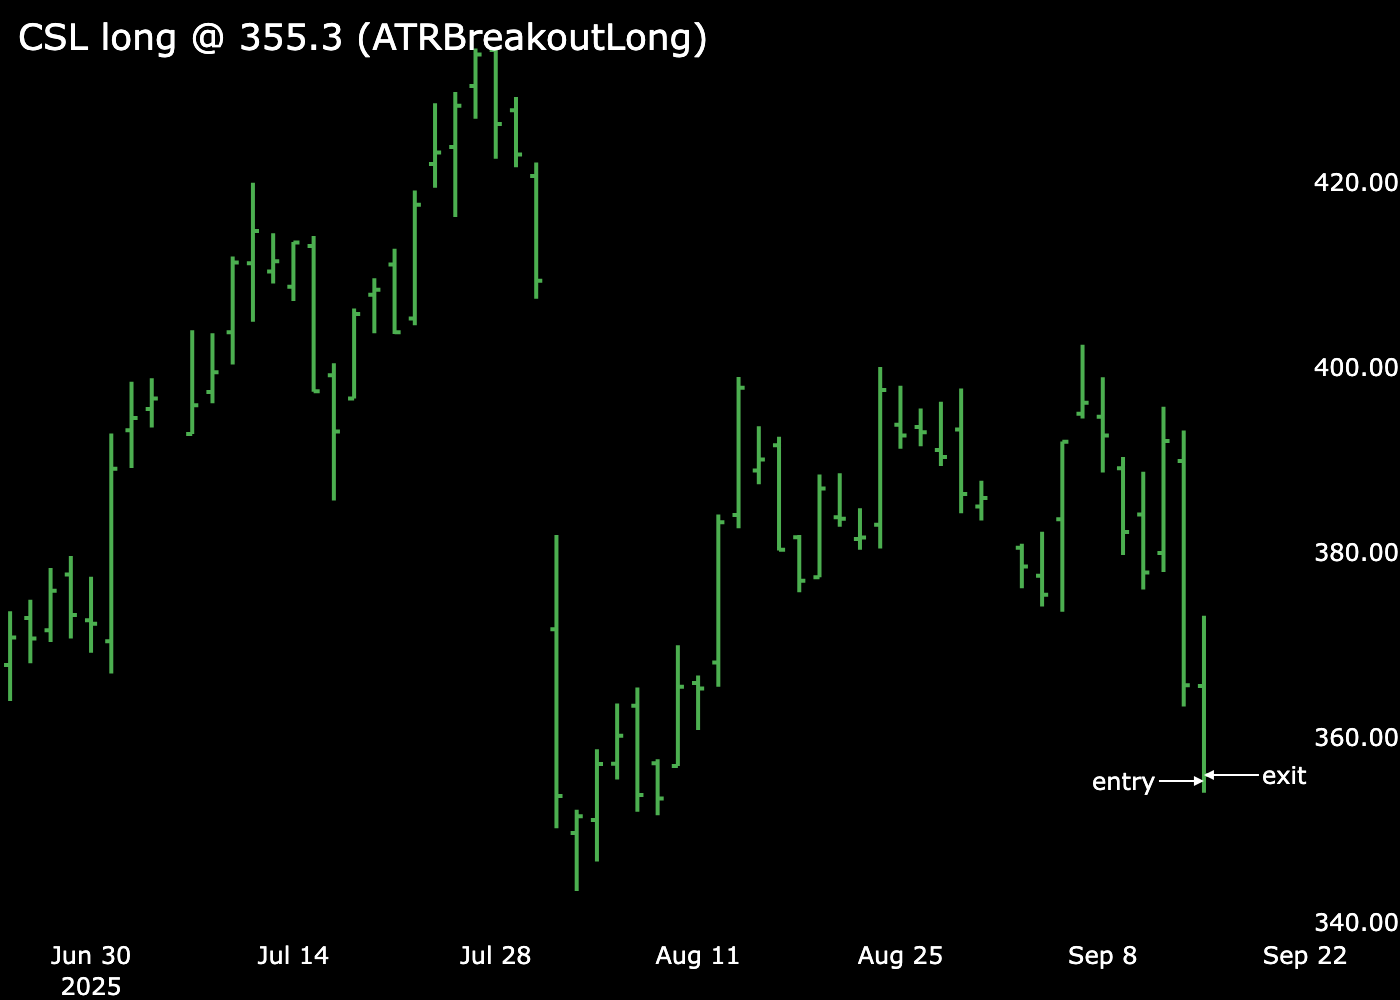 CSL long @ 355.3 (ATRBreakoutLong)
420.00
400.00
380.00
360.00
entry
exit
340.00
Jun 30
2025
Jul 14
Jul 28
Aug 11
Aug 25
Sep 8
Sep 22